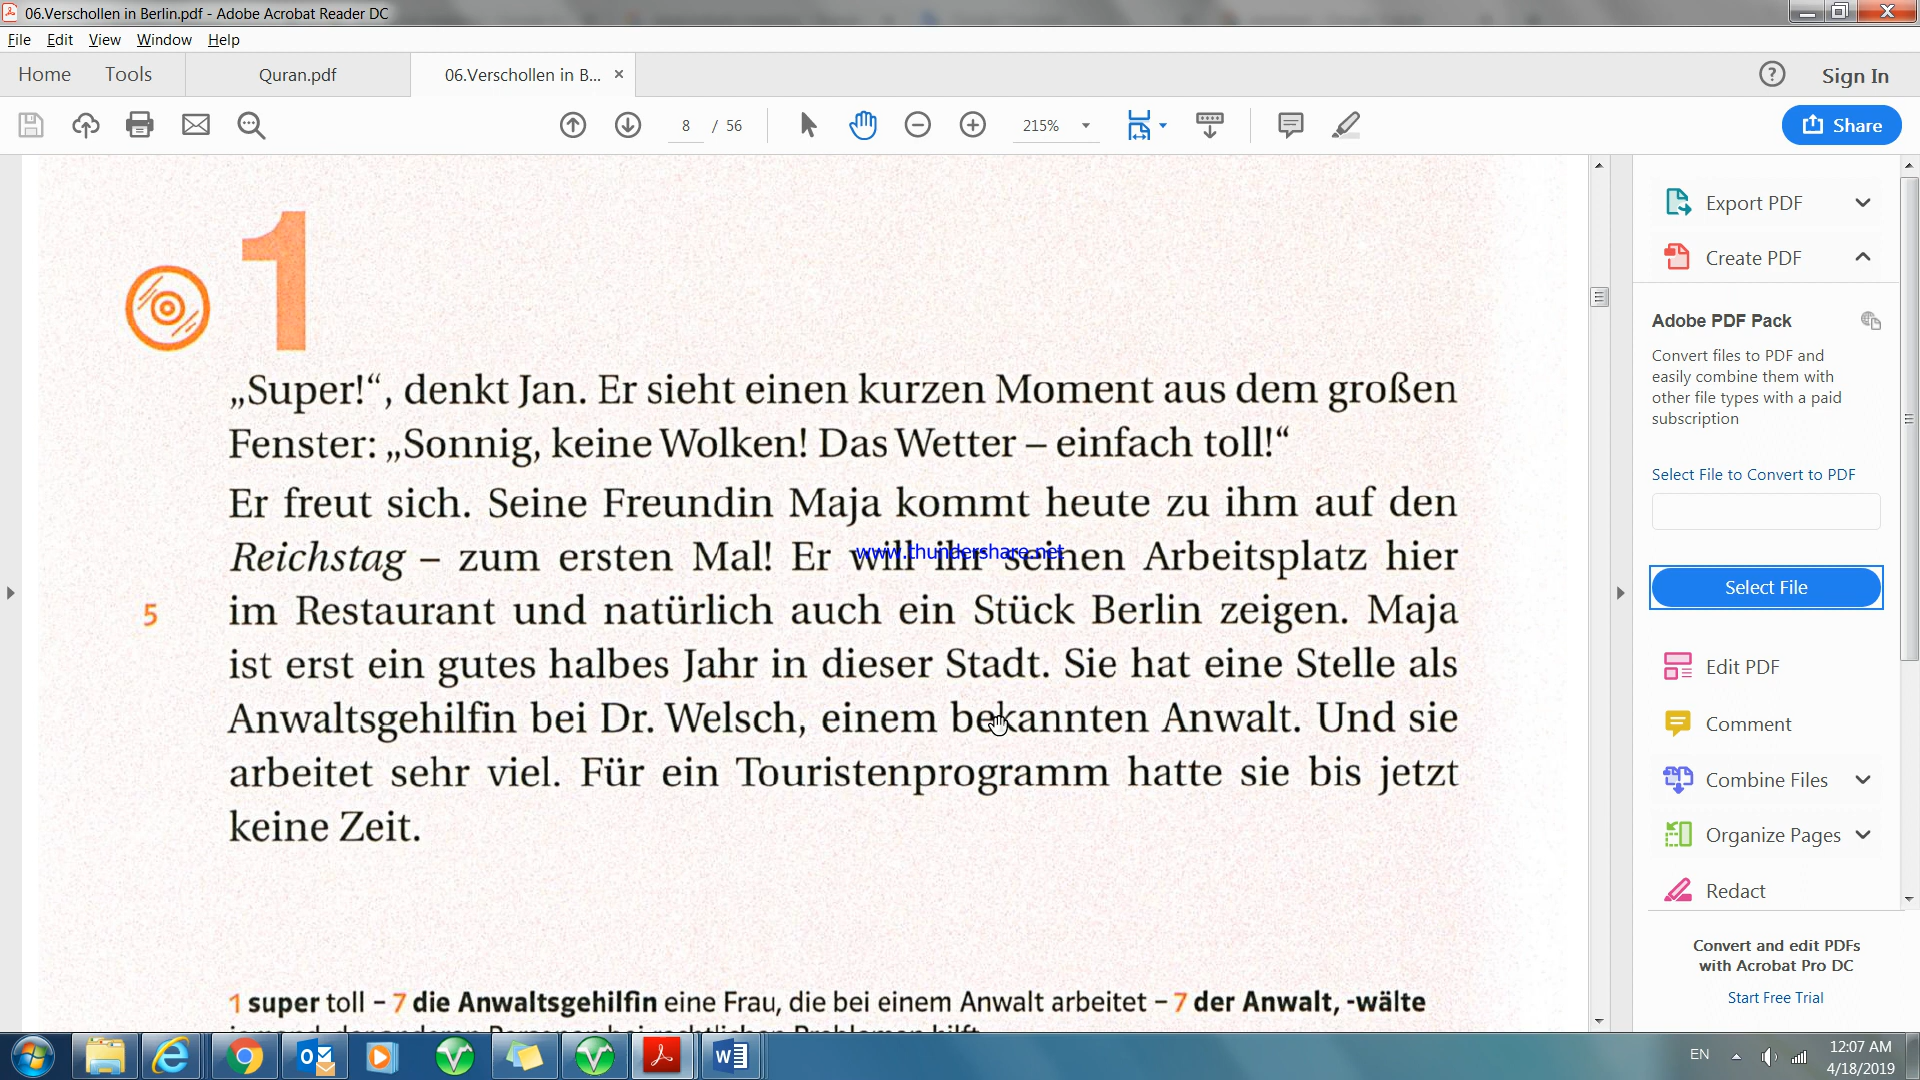 06.Verschollen in Berlin.pdf - Adobe Acrobat Reader DC
File Edit View Window Help
Home Tools Quran.pdf 06.Verschollen in B... × Sign In
8 / 56 215% Share
1
„Super!“, denkt Jan. Er sieht einen kurzen Moment aus dem großen
Fenster: „Sonnig, keine Wolken! Das Wetter – einfach toll!“
Er freut sich. Seine Freundin Maja kommt heute zu ihm auf den
Reichstag – zum ersten Mal! Er will ihr seinen Arbeitsplatz hier
www.thundershare.net
5 im Restaurant und natürlich auch ein Stück Berlin zeigen. Maja
ist erst ein gutes halbes Jahr in dieser Stadt. Sie hat eine Stelle als
Anwaltsgehilfin bei Dr. Welsch, einem bekannten Anwalt. Und sie
arbeitet sehr viel. Für ein Touristenprogramm hatte sie bis jetzt
keine Zeit.
1 super toll – 7 die Anwaltsgehilfin eine Frau, die bei einem Anwalt arbeitet – 7 der Anwalt, -wälte
Export PDF
Create PDF
Adobe PDF Pack
Convert files to PDF and
easily combine them with
other file types with a paid
subscription
Select File to Convert to PDF
Select File
Edit PDF
Comment
Combine Files
Organize Pages
Redact
Convert and edit PDFs
with Acrobat Pro DC
Start Free Trial
EN
12:07 AM
4/18/2019